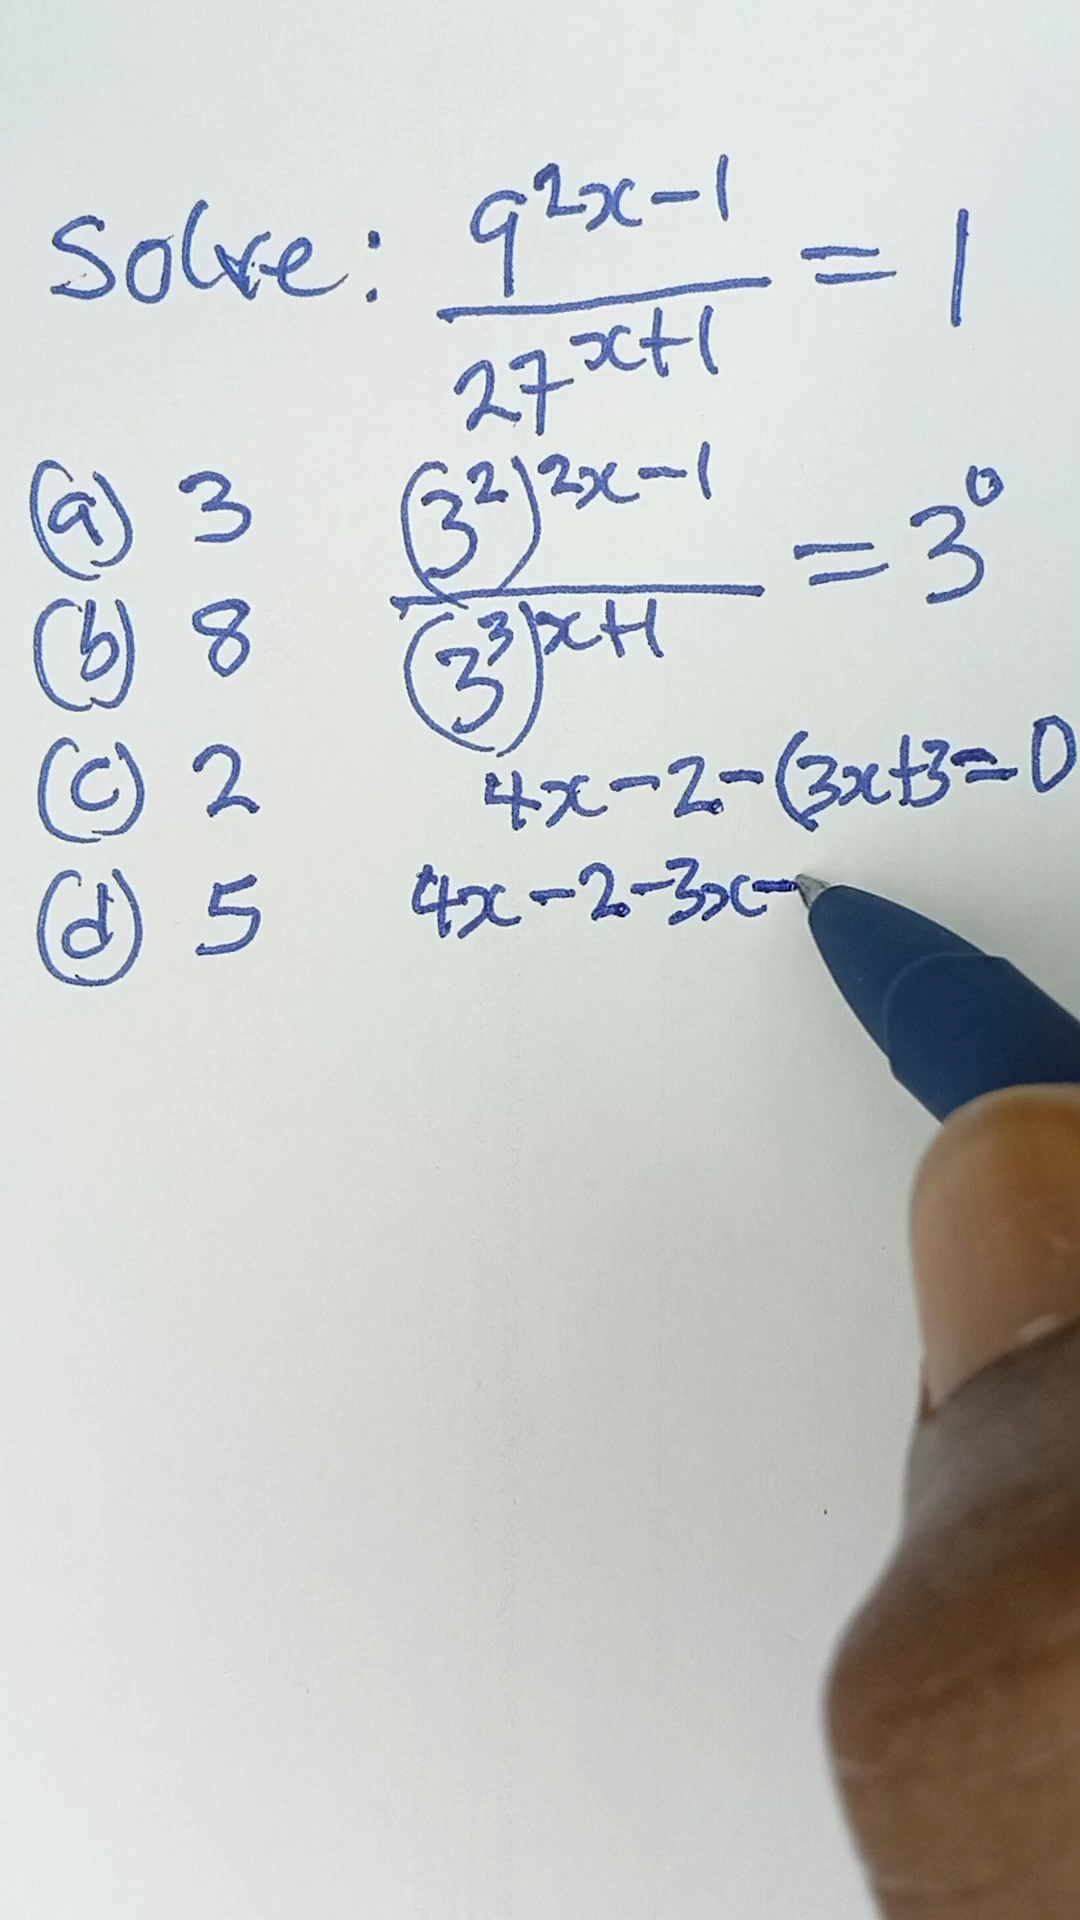 Solve: 9^2x-1 / 27^x+1 = 1
(a) 3
(3^2)^2x-1 / (3^3)^x+1 = 3^0
(b) 8
(c) 2
4x-2-(3x+3=0
(d) 5
4x-2-3x-